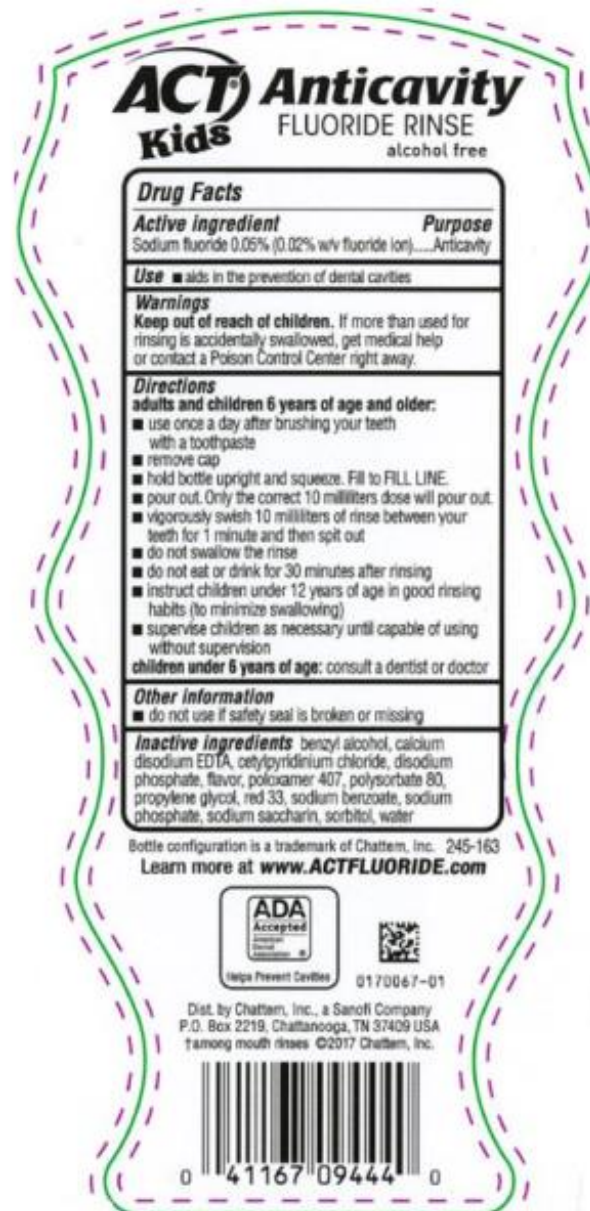 ACT® Anticavity
Kids FLUORIDE RINSE
alcohol free
Drug Facts
Active ingredient Purpose
Sodium fluoride 0.05% (0.02% w/v fluoride ion).....Anticavity
Use ■ aids in the prevention of dental cavities
Warnings
Keep out of reach of children. If more than used for
rinsing is accidentally swallowed, get medical help
or contact a Poison Control Center right away.
Directions
adults and children 6 years of age and older:
■ use once a day after brushing your teeth
with a toothpaste
■ remove cap
■ hold bottle upright and squeeze. Fill to FILL LINE.
■ pour out. Only the correct 10 milliliters dose will pour out.
■ vigorously swish 10 milliliters of rinse between your
teeth for 1 minute and then spit out
■ do not swallow the rinse
■ do not eat or drink for 30 minutes after rinsing
■ instruct children under 12 years of age in good rinsing
habits (to minimize swallowing)
■ supervise children as necessary until capable of using
without supervision
children under 6 years of age: consult a dentist or doctor
Other information
■ do not use if safety seal is broken or missing
Inactive ingredients benzyl alcohol, calcium
disodium EDTA, cetylpyridinium chloride, disodium
phosphate, flavor, poloxamer 407, polysorbate 80,
propylene glycol, red 33, sodium benzoate, sodium
phosphate, sodium saccharin, sorbitol, water
Bottle configuration is a trademark of Chattem, Inc. 245-163
Learn more at www.ACTFLUORIDE.com
ADA
Accepted
American
Dental
Association ®
Helps Prevent Cavities
0170067-01
Dist. by Chattem, Inc., a Sanofi Company
P.O. Box 2219, Chattanooga, TN 37409 USA
†among mouth rinses ©2017 Chattem, Inc.
0 41167 09444 0